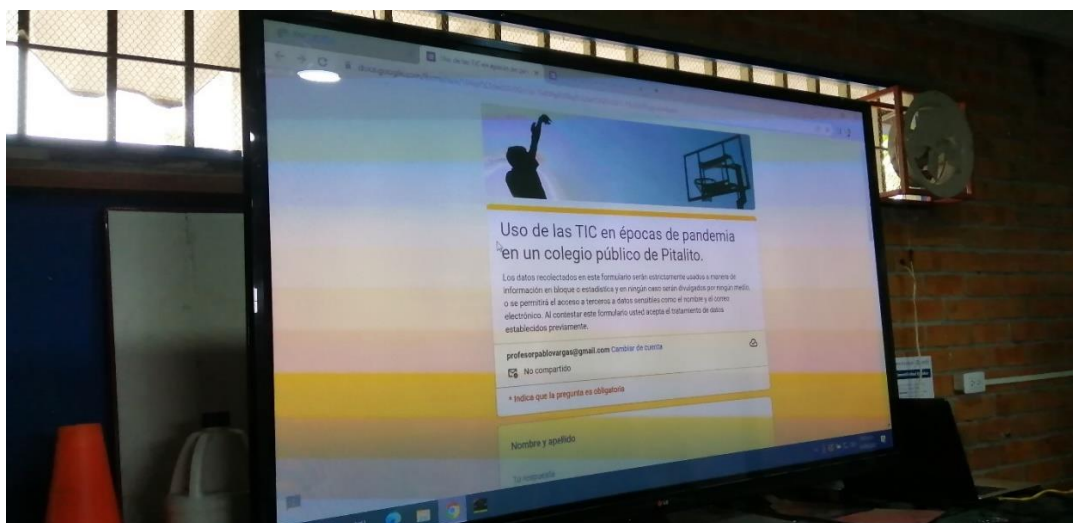 Uso de las TIC en épocas de pandemia
en un colegio público de Pitalito.
Los datos recolectados en este formulario serán estrictamente usados a manera de
información en bloque o estadística y en ningún caso serán divulgados por ningún medio,
o se permitirá el acceso a terceros a datos sensibles como el nombre y el correo
electrónico. Al contestar este formulario usted acepta el tratamiento de datos
establecidos previamente.
profesorpablovargas@gmail.com Cambiar de cuenta
No compartido
* Indica que la pregunta es obligatoria
Nombre y apellido
Tu respuesta
LG